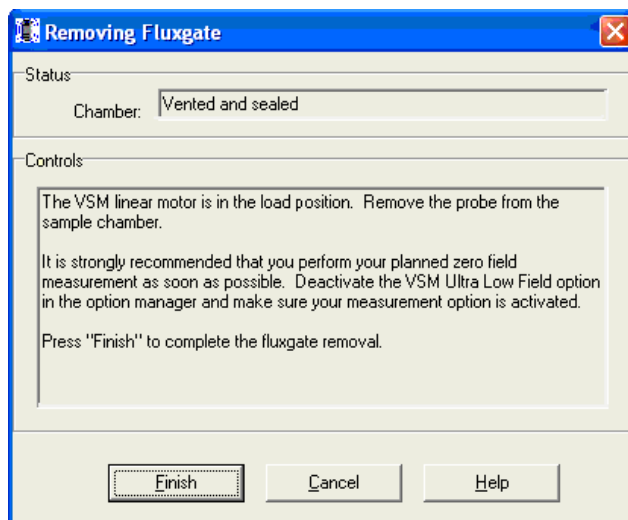 Removing Fluxgate
Status
Chamber: Vented and sealed
Controls
The VSM linear motor is in the load position. Remove the probe from the
sample chamber.
It is strongly recommended that you perform your planned zero field
measurement as soon as possible. Deactivate the VSM Ultra Low Field option
in the option manager and make sure your measurement option is activated.
Press "Finish" to complete the fluxgate removal.
Finish Cancel Help